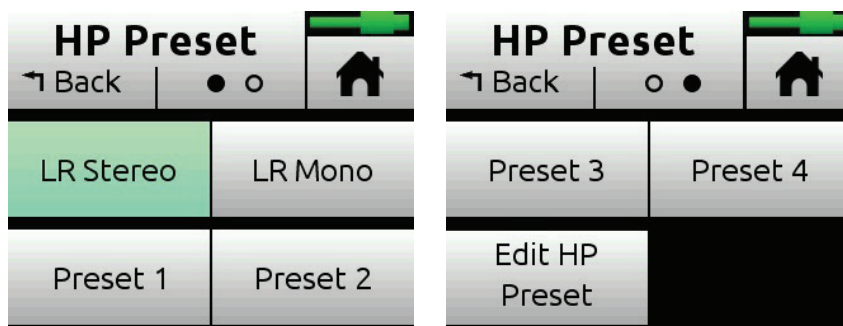 HP Preset
Back
LR Stereo
LR Mono
Preset 1
Preset 2
HP Preset
Back
Preset 3
Preset 4
Edit HP
Preset